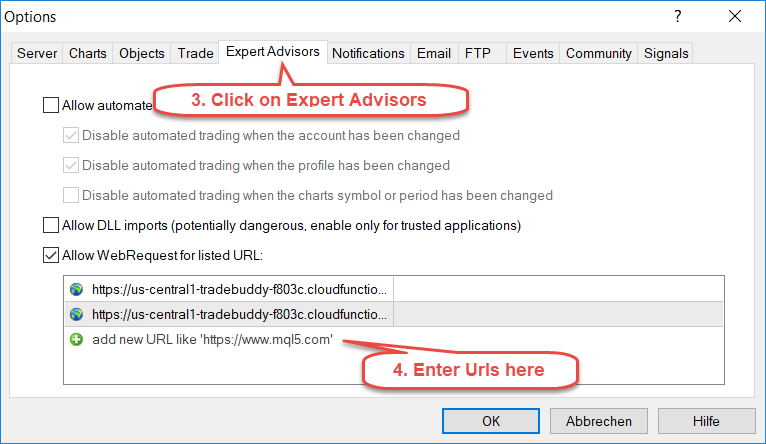 Options
Server Charts Objects Trade Expert Advisors Notifications Email FTP Events Community Signals
3. Click on Expert Advisors
Allow automate
Disable automated trading when the account has been changed
Disable automated trading when the profile has been changed
Disable automated trading when the charts symbol or period has been changed
Allow DLL imports (potentially dangerous, enable only for trusted applications)
Allow WebRequest for listed URL:
https://us-central1-tradebuddy-f803c.cloudfunctio...
https://us-central1-tradebuddy-f803c.cloudfunctio...
add new URL like 'https://www.mql5.com'
4. Enter Urls here
OK Abbrechen Hilfe